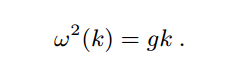 ω²(k) = gk .